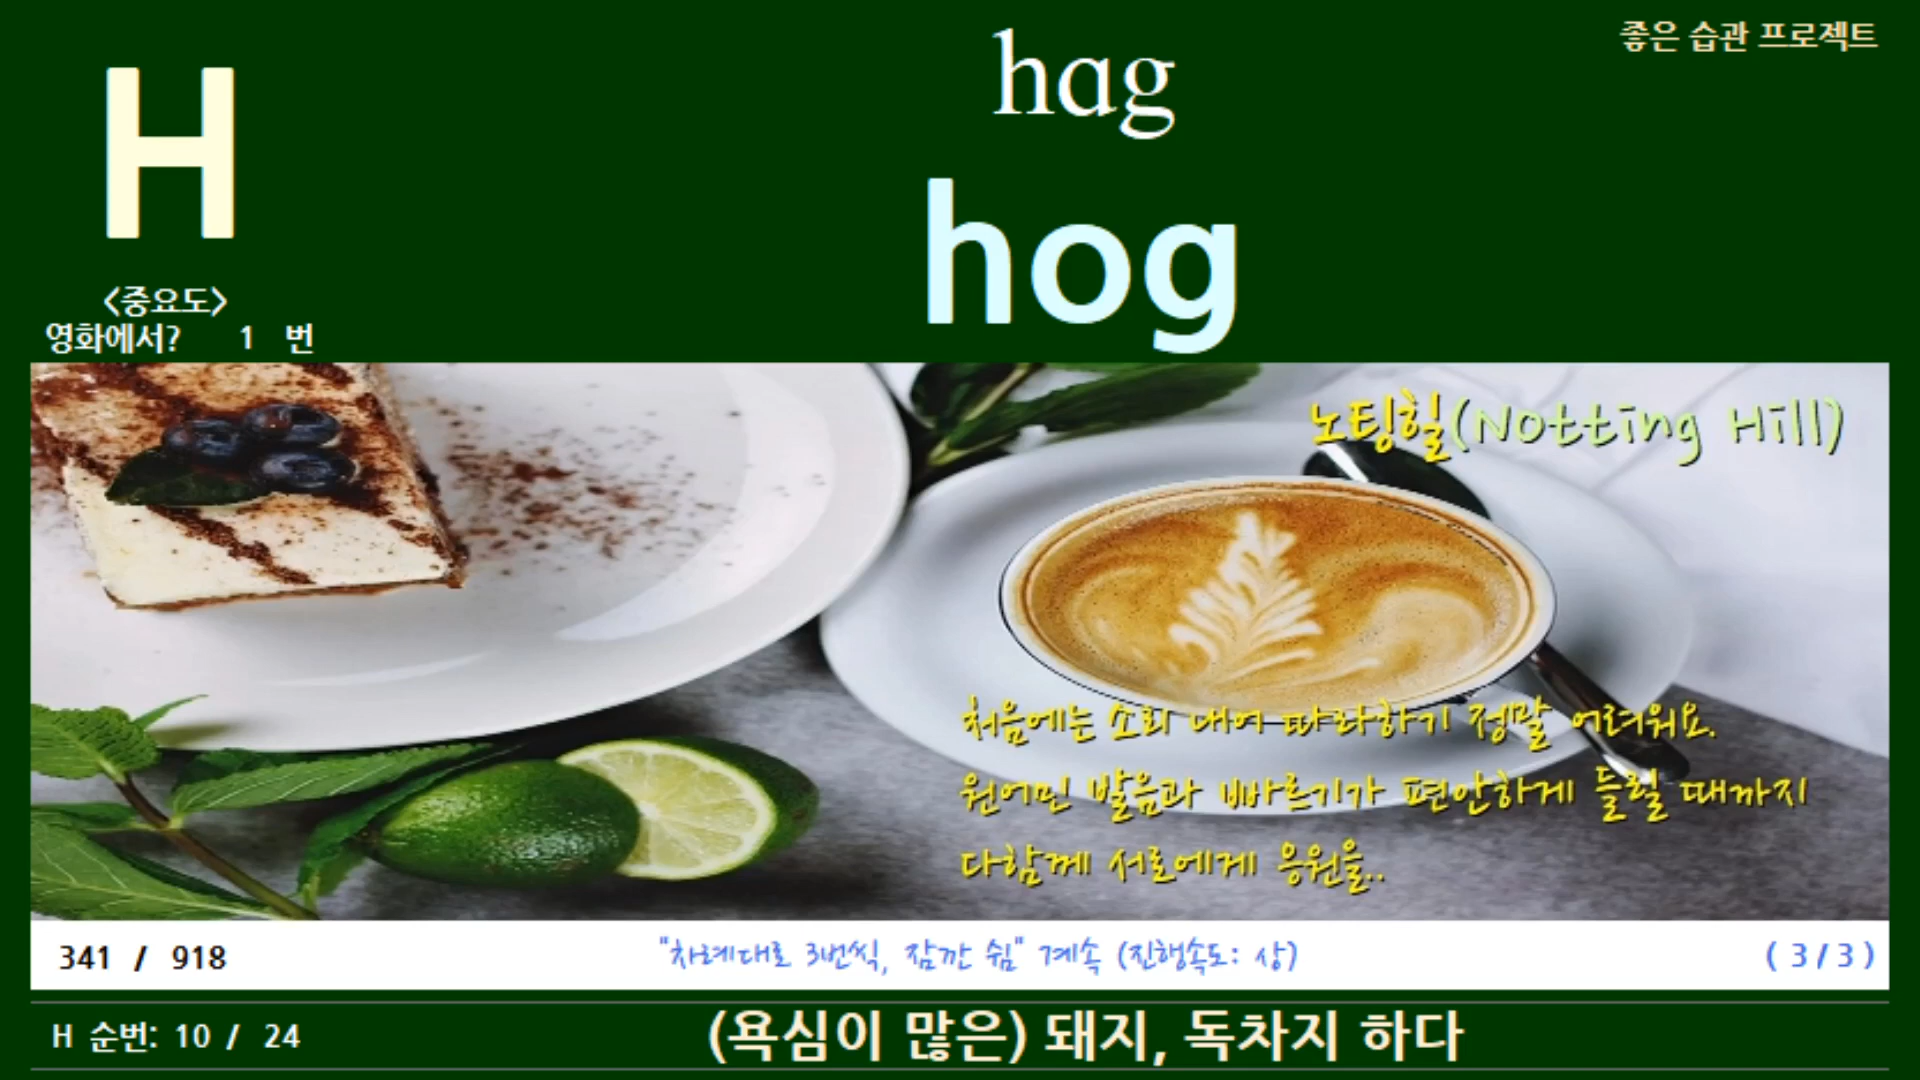 좋은 습관 프로젝트
H
hag
hog
<중요도>
영화에서? 1 번
노팅힐(Notting Hill)
처음에는 소리 내어 따라하기 정말 어려워요.
원어민 발음과 빠르기가 편안하게 들릴 때까지
다함께 서로에게 응원을..
341 / 918
"차례대로 3번씩, 잠깐 쉼" 계속 (진행속도: 상)
( 3 / 3 )
H 순번: 10 / 24
(욕심이 많은) 돼지, 독차지 하다